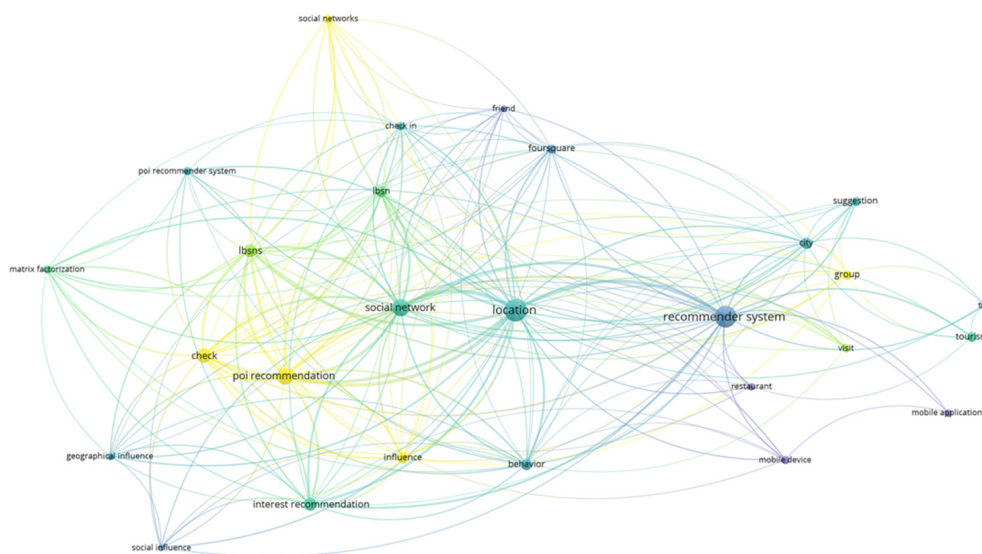 social networks
friend
check in
foursquare
poi recommender system
lbsn
suggestion
city
lbsns
matrix factorization
group
social network
location
recommender system
tourism
visit
check
poi recommendation
restaurant
mobile application
geographical influence
influence
behavior
mobile device
interest recommendation
social influence